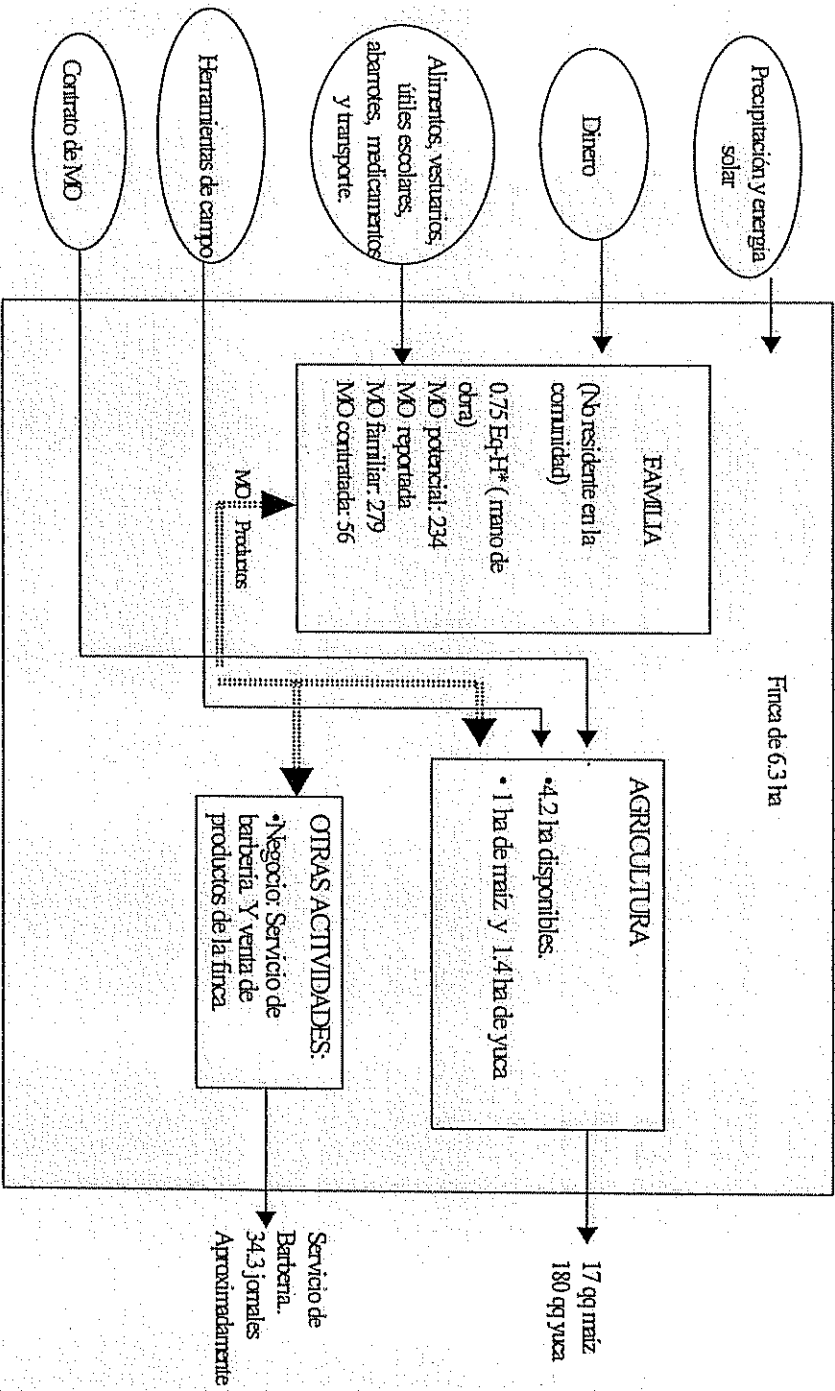 Finca de 6.3 ha
Precipitación y energía
solar
Dinero
Alimentos, vestuarios,
útiles escolares,
abarrotes, medicamentos
y transporte.
Herramientas de campo
Contrato de MO
FAMILIA
(No residente en la
comunidad)
0.75 Eq-H* ( mano de
obra)
MO potencial: 234
MO reportada
MO familiar: 279
MO contratada: 56
MO Productos
AGRICULTURA
•4.2 ha disponibles.
• 1 ha de maíz y 1.4 ha de yuca
OTRAS ACTIVIDADES:
•Negocio: Servicio de
barbería. Y venta de
productos de la finca.
17 qq maíz
180 qq yuca
Servicio de
Barbería.
34.3 jornales
Aproximadamente